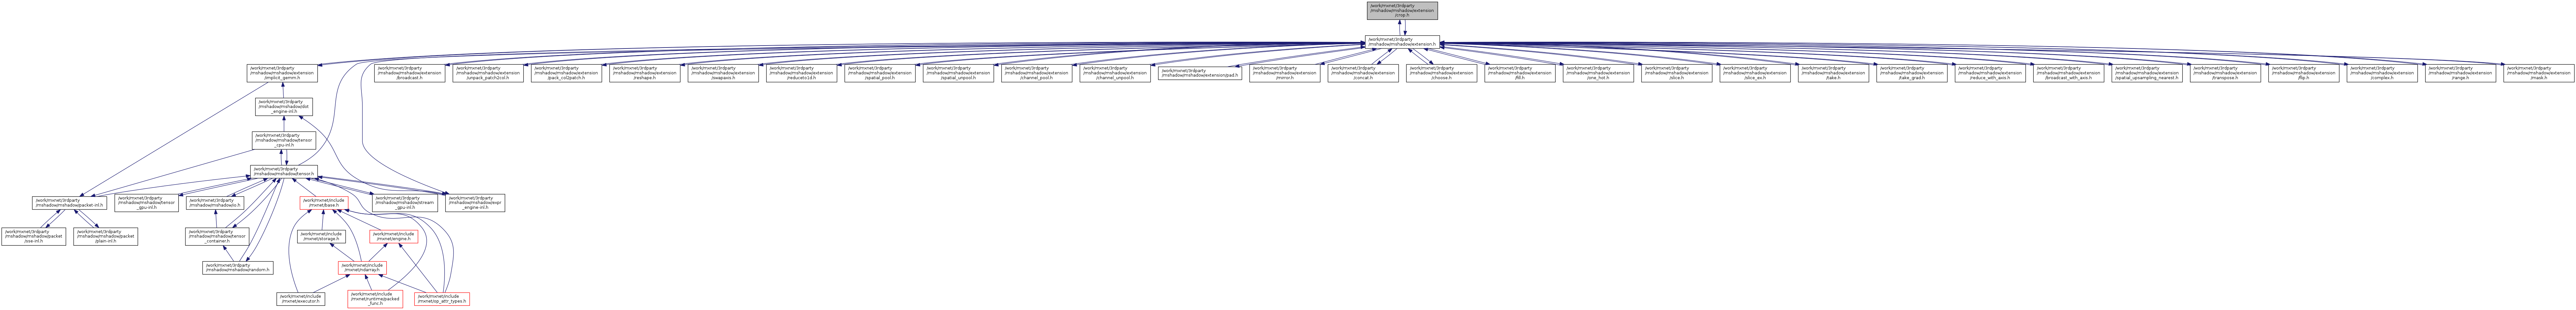 /work/mxnet/3rdparty
/mshadow/mshadow/extension
/crop.h
/work/mxnet/3rdparty
/mshadow/mshadow/extension.h
/work/mxnet/3rdparty
/mshadow/mshadow/extension
/implicit_gemm.h
/work/mxnet/3rdparty
/mshadow/mshadow/extension
/broadcast.h
/work/mxnet/3rdparty
/mshadow/mshadow/extension
/unpack_patch2col.h
/work/mxnet/3rdparty
/mshadow/mshadow/extension
/pack_col2patch.h
/work/mxnet/3rdparty
/mshadow/mshadow/extension
/reshape.h
/work/mxnet/3rdparty
/mshadow/mshadow/extension
/swapaxis.h
/work/mxnet/3rdparty
/mshadow/mshadow/extension
/reduceto1d.h
/work/mxnet/3rdparty
/mshadow/mshadow/extension
/spatial_pool.h
/work/mxnet/3rdparty
/mshadow/mshadow/extension
/spatial_unpool.h
/work/mxnet/3rdparty
/mshadow/mshadow/extension
/channel_pool.h
/work/mxnet/3rdparty
/mshadow/mshadow/extension
/channel_unpool.h
/work/mxnet/3rdparty
/mshadow/mshadow/extension/pad.h
/work/mxnet/3rdparty
/mshadow/mshadow/extension
/mirror.h
/work/mxnet/3rdparty
/mshadow/mshadow/extension
/concat.h
/work/mxnet/3rdparty
/mshadow/mshadow/extension
/choose.h
/work/mxnet/3rdparty
/mshadow/mshadow/extension
/fill.h
/work/mxnet/3rdparty
/mshadow/mshadow/extension
/one_hot.h
/work/mxnet/3rdparty
/mshadow/mshadow/extension
/slice.h
/work/mxnet/3rdparty
/mshadow/mshadow/extension
/slice_ex.h
/work/mxnet/3rdparty
/mshadow/mshadow/extension
/take.h
/work/mxnet/3rdparty
/mshadow/mshadow/extension
/take_grad.h
/work/mxnet/3rdparty
/mshadow/mshadow/extension
/reduce_with_axis.h
/work/mxnet/3rdparty
/mshadow/mshadow/extension
/broadcast_with_axis.h
/work/mxnet/3rdparty
/mshadow/mshadow/extension
/spatial_upsampling_nearest.h
/work/mxnet/3rdparty
/mshadow/mshadow/extension
/transpose.h
/work/mxnet/3rdparty
/mshadow/mshadow/extension
/flip.h
/work/mxnet/3rdparty
/mshadow/mshadow/extension
/complex.h
/work/mxnet/3rdparty
/mshadow/mshadow/extension
/range.h
/work/mxnet/3rdparty
/mshadow/mshadow/extension
/mask.h
/work/mxnet/3rdparty
/mshadow/mshadow/dot
_engine-inl.h
/work/mxnet/3rdparty
/mshadow/mshadow/tensor
_cpu-inl.h
/work/mxnet/3rdparty
/mshadow/mshadow/tensor.h
/work/mxnet/3rdparty
/mshadow/mshadow/packet-inl.h
/work/mxnet/3rdparty
/mshadow/mshadow/tensor
_gpu-inl.h
/work/mxnet/3rdparty
/mshadow/mshadow/io.h
/work/mxnet/include
/mxnet/base.h
/work/mxnet/3rdparty
/mshadow/mshadow/stream
_gpu-inl.h
/work/mxnet/3rdparty
/mshadow/mshadow/expr
_engine-inl.h
/work/mxnet/3rdparty
/mshadow/mshadow/packet
/sse-inl.h
/work/mxnet/3rdparty
/mshadow/mshadow/packet
/plain-inl.h
/work/mxnet/3rdparty
/mshadow/mshadow/tensor
_container.h
/work/mxnet/include
/mxnet/storage.h
/work/mxnet/include
/mxnet/engine.h
/work/mxnet/3rdparty
/mshadow/mshadow/random.h
/work/mxnet/include
/mxnet/ndarray.h
/work/mxnet/include
/mxnet/executor.h
/work/mxnet/include
/mxnet/runtime/packed
_func.h
/work/mxnet/include
/mxnet/op_attr_types.h